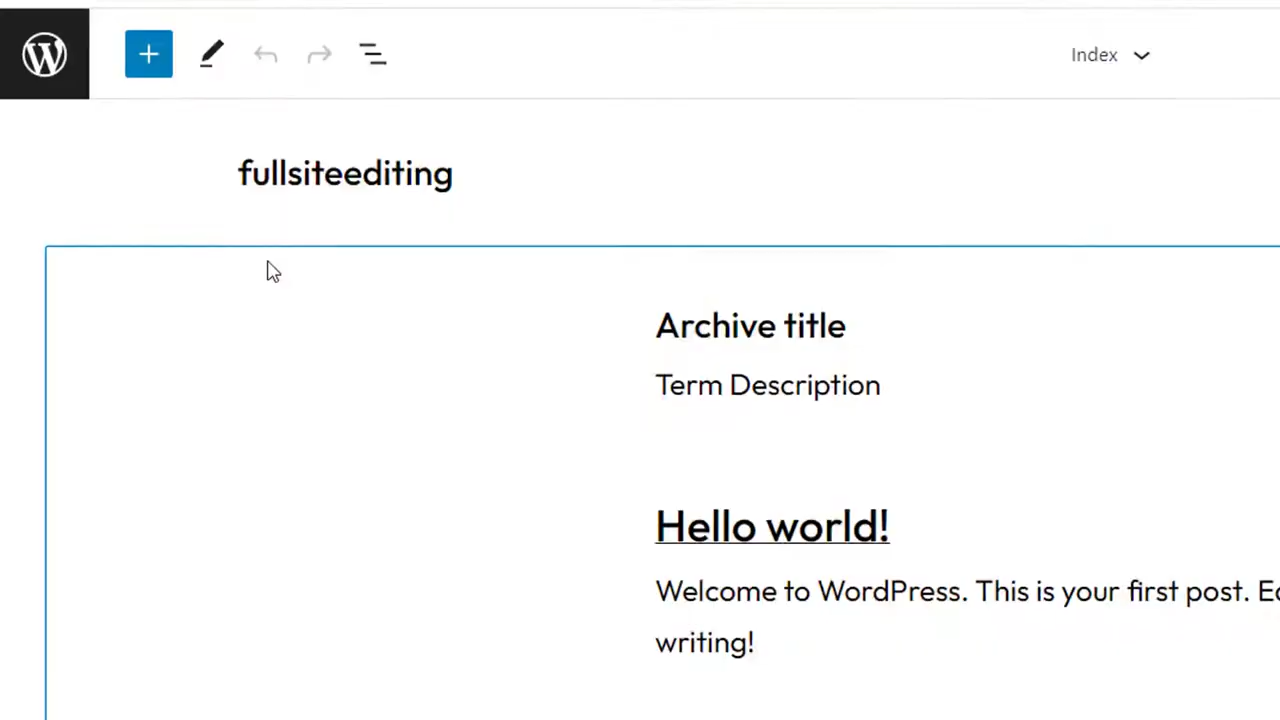 Index
fullsiteediting
Archive title
Term Description
Hello world!
Welcome to WordPress. This is your first post.
writing!